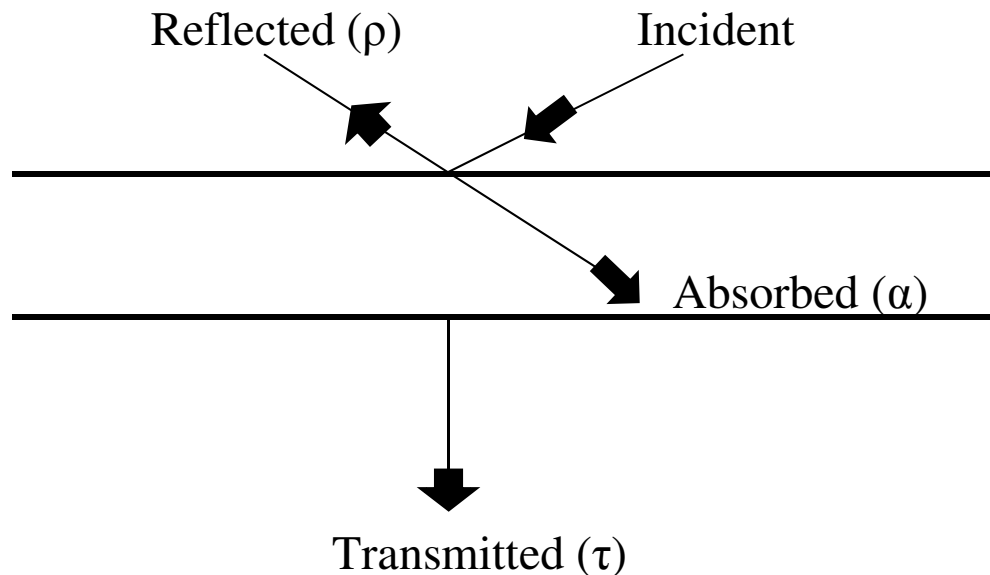 Reflected (ρ)
Incident
Absorbed (α)
Transmitted (τ)